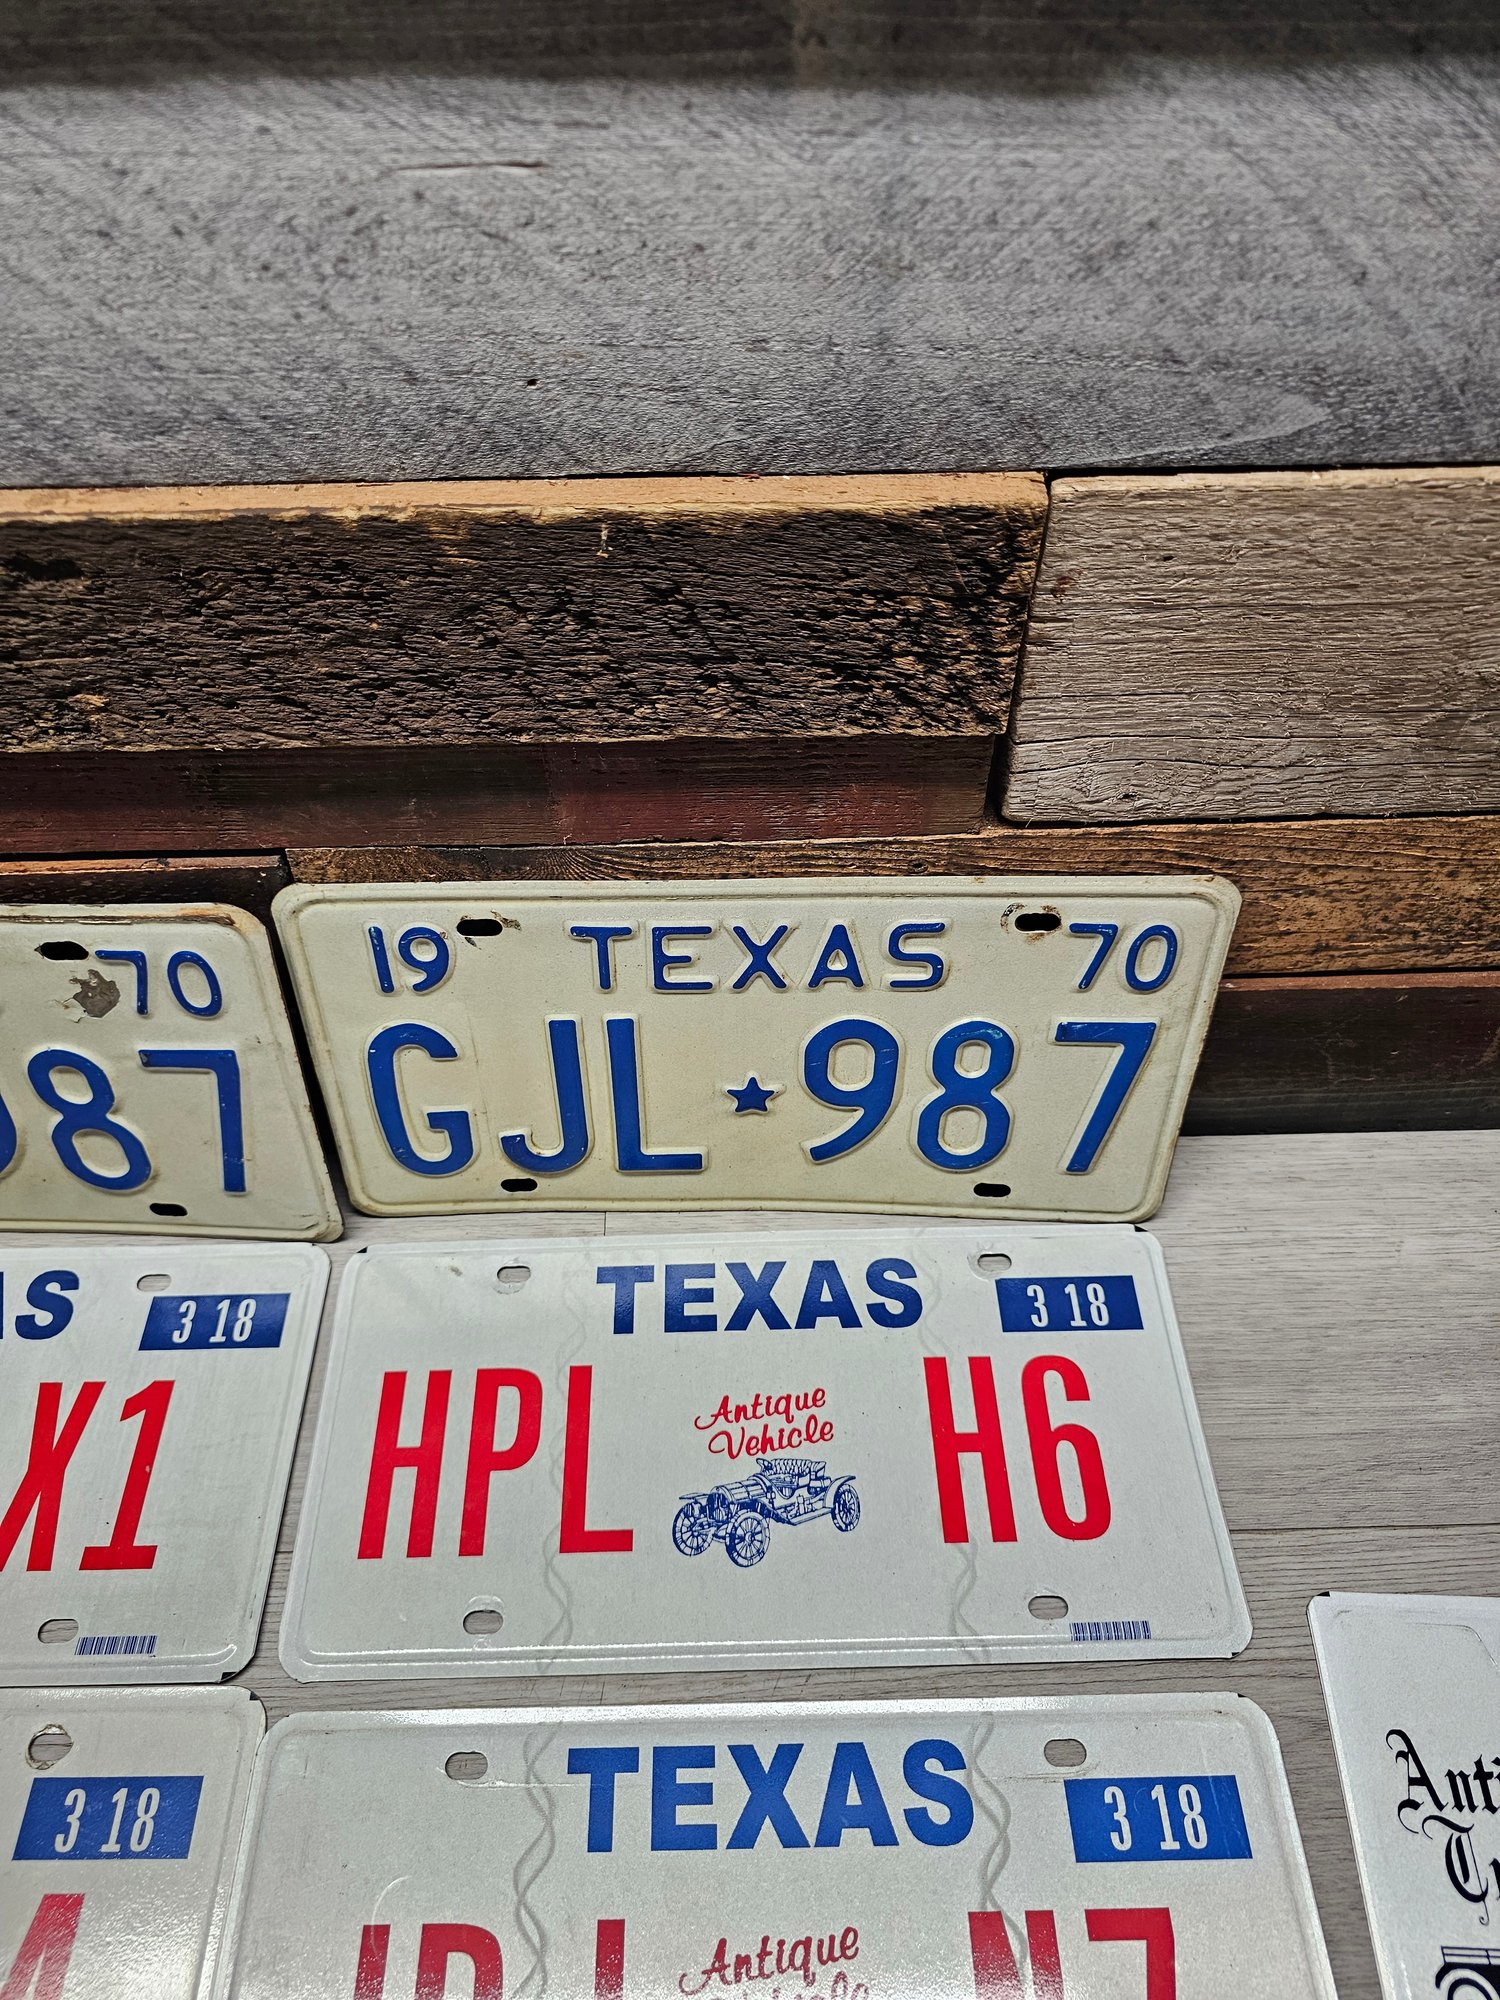 70
87
19 TEXAS 70
GJL★987
3 18
X1
TEXAS
3 18
HPL
Antique
Vehicle
H6
3 18
TEXAS
3 18
Antique
N7